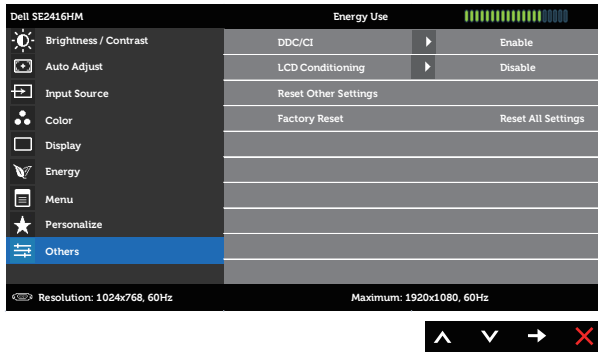 Dell SE2416HM
Energy Use
Brightness / Contrast
Auto Adjust
Input Source
Color
Display
Energy
Menu
Personalize
Others
DDC/CI
Enable
LCD Conditioning
Disable
Reset Other Settings
Factory Reset
Reset All Settings
Resolution: 1024x768, 60Hz
Maximum: 1920x1080, 60Hz